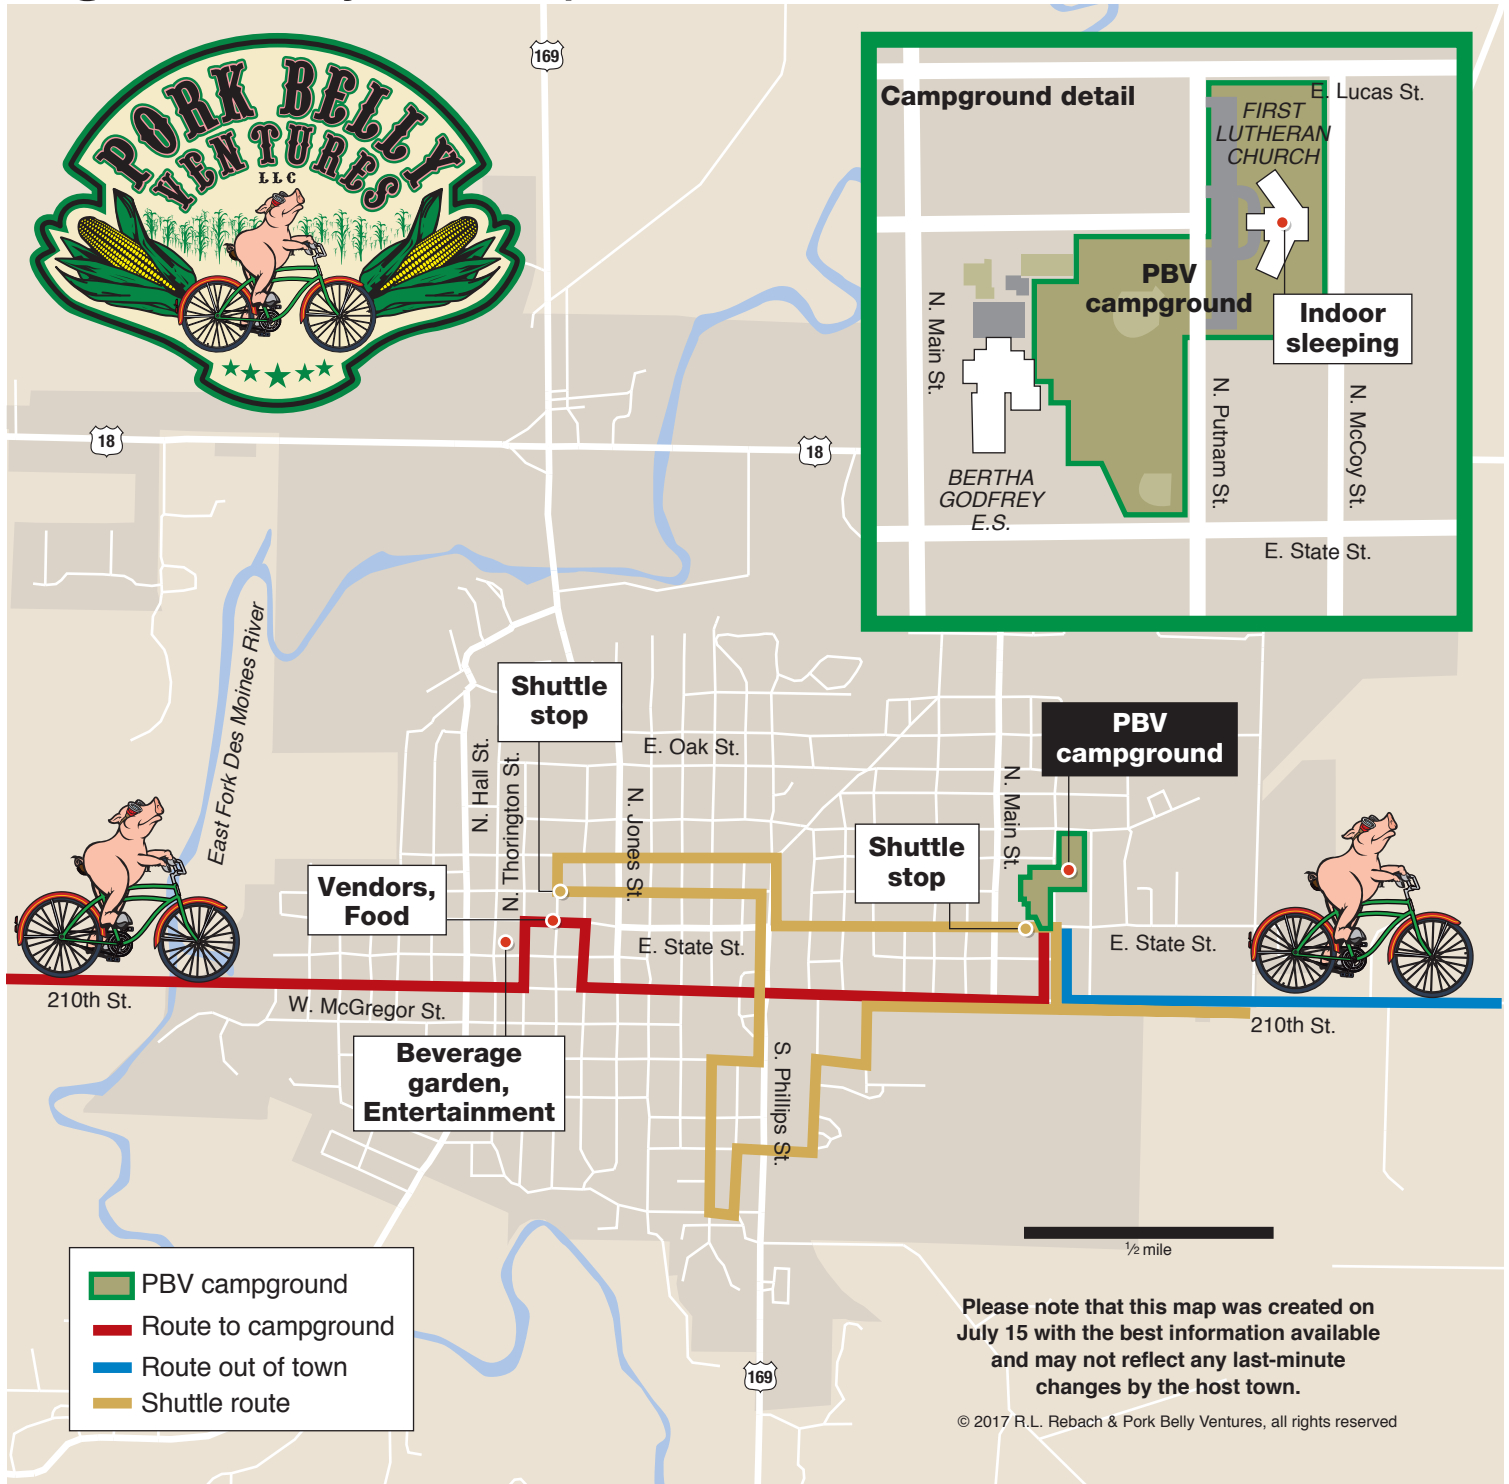 PORK BELLY
VENTURES
LLC
169
18
18
Campground detail
E. Lucas St.
FIRST
LUTHERAN
CHURCH
PBV
campground
Indoor
sleeping
N. Main St.
N. Putnam St.
N. McCoy St.
BERTHA
GODFREY
E.S.
E. State St.
East Fork Des Moines River
Shuttle
stop
N. Hall St.
N. Thorington St.
E. Oak St.
N. Jones St.
N. Main St.
PBV
campground
Shuttle
stop
Vendors,
Food
E. State St.
E. State St.
210th St.
W. McGregor St.
210th St.
Beverage
garden,
Entertainment
S. Phillips St.
½ mile
PBV campground
Route to campground
Route out of town
Shuttle route
169
Please note that this map was created on
July 15 with the best information available
and may not reflect any last-minute
changes by the host town.
© 2017 R.L. Rebach & Pork Belly Ventures, all rights reserved